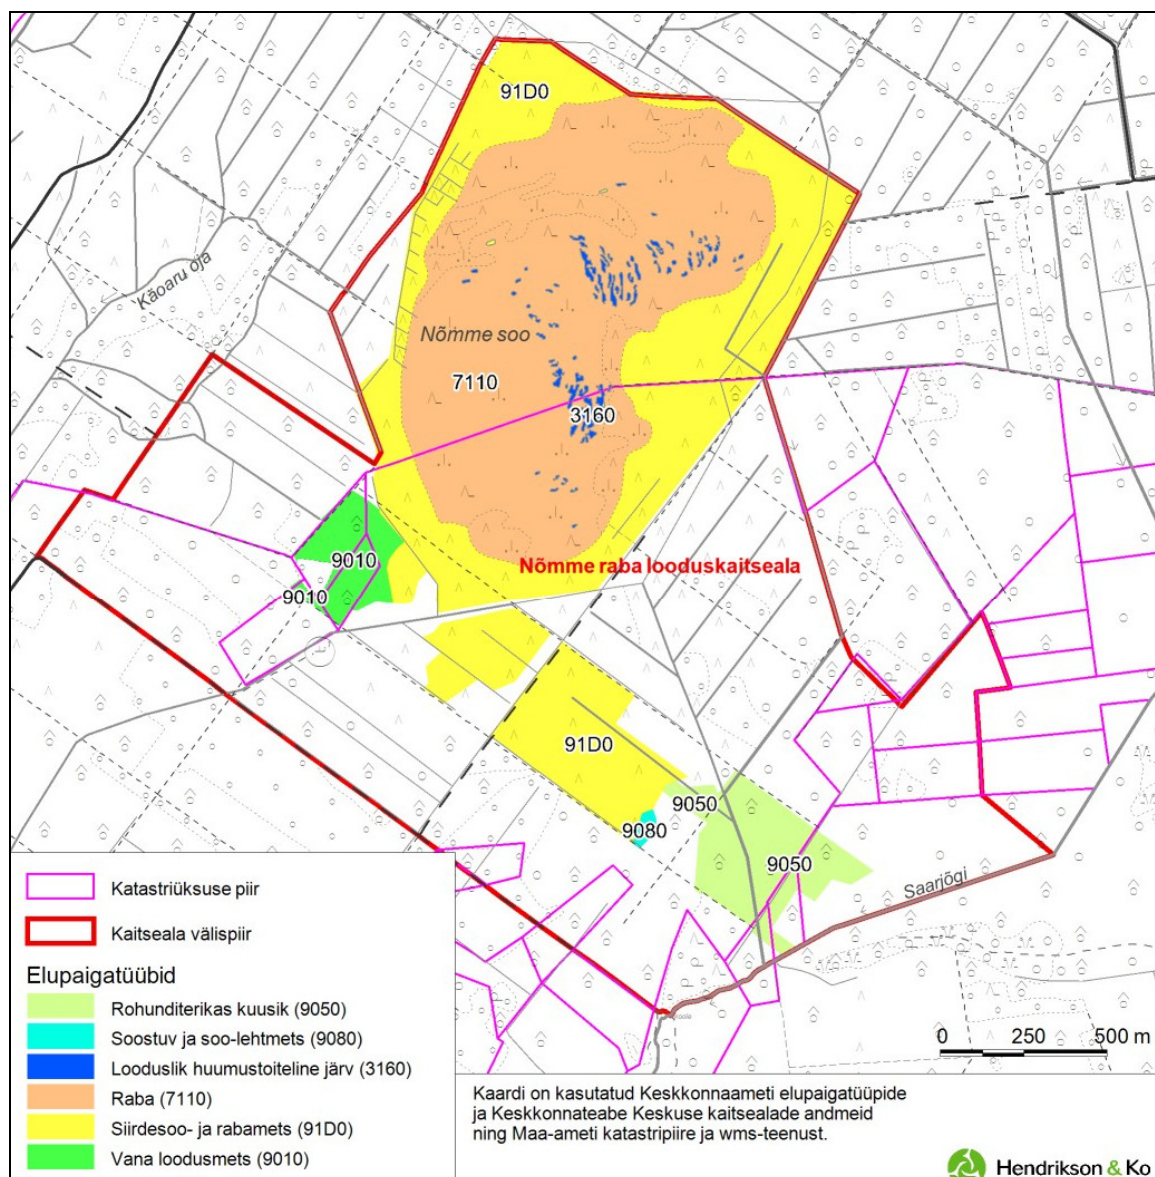 91D0
Käoaru oja
Nõmme soo
7110
3160
Nõmme raba looduskaitseala
9010
9010
91D0
9050
9080
9050
Saarjõgi
Katastriüksuse piir
Kaitseala välispiir
Elupaigatüübid
Rohunditerikas kuusik (9050)
Soostuv ja soo-lehtmets (9080)
Looduslik huumustoiteline järv (3160)
Raba (7110)
Siirdesoo- ja rabamets (91D0)
Vana loodusmets (9010)
0 250 500 m
Kaardi on kasutatud Keskkonnaameti elupaigatüüpide
ja Keskkonnateabe Keskuse kaitsealade andmeid
ning Maa-ameti katastripiire ja wms-teenust.
Hendrikson & Ko